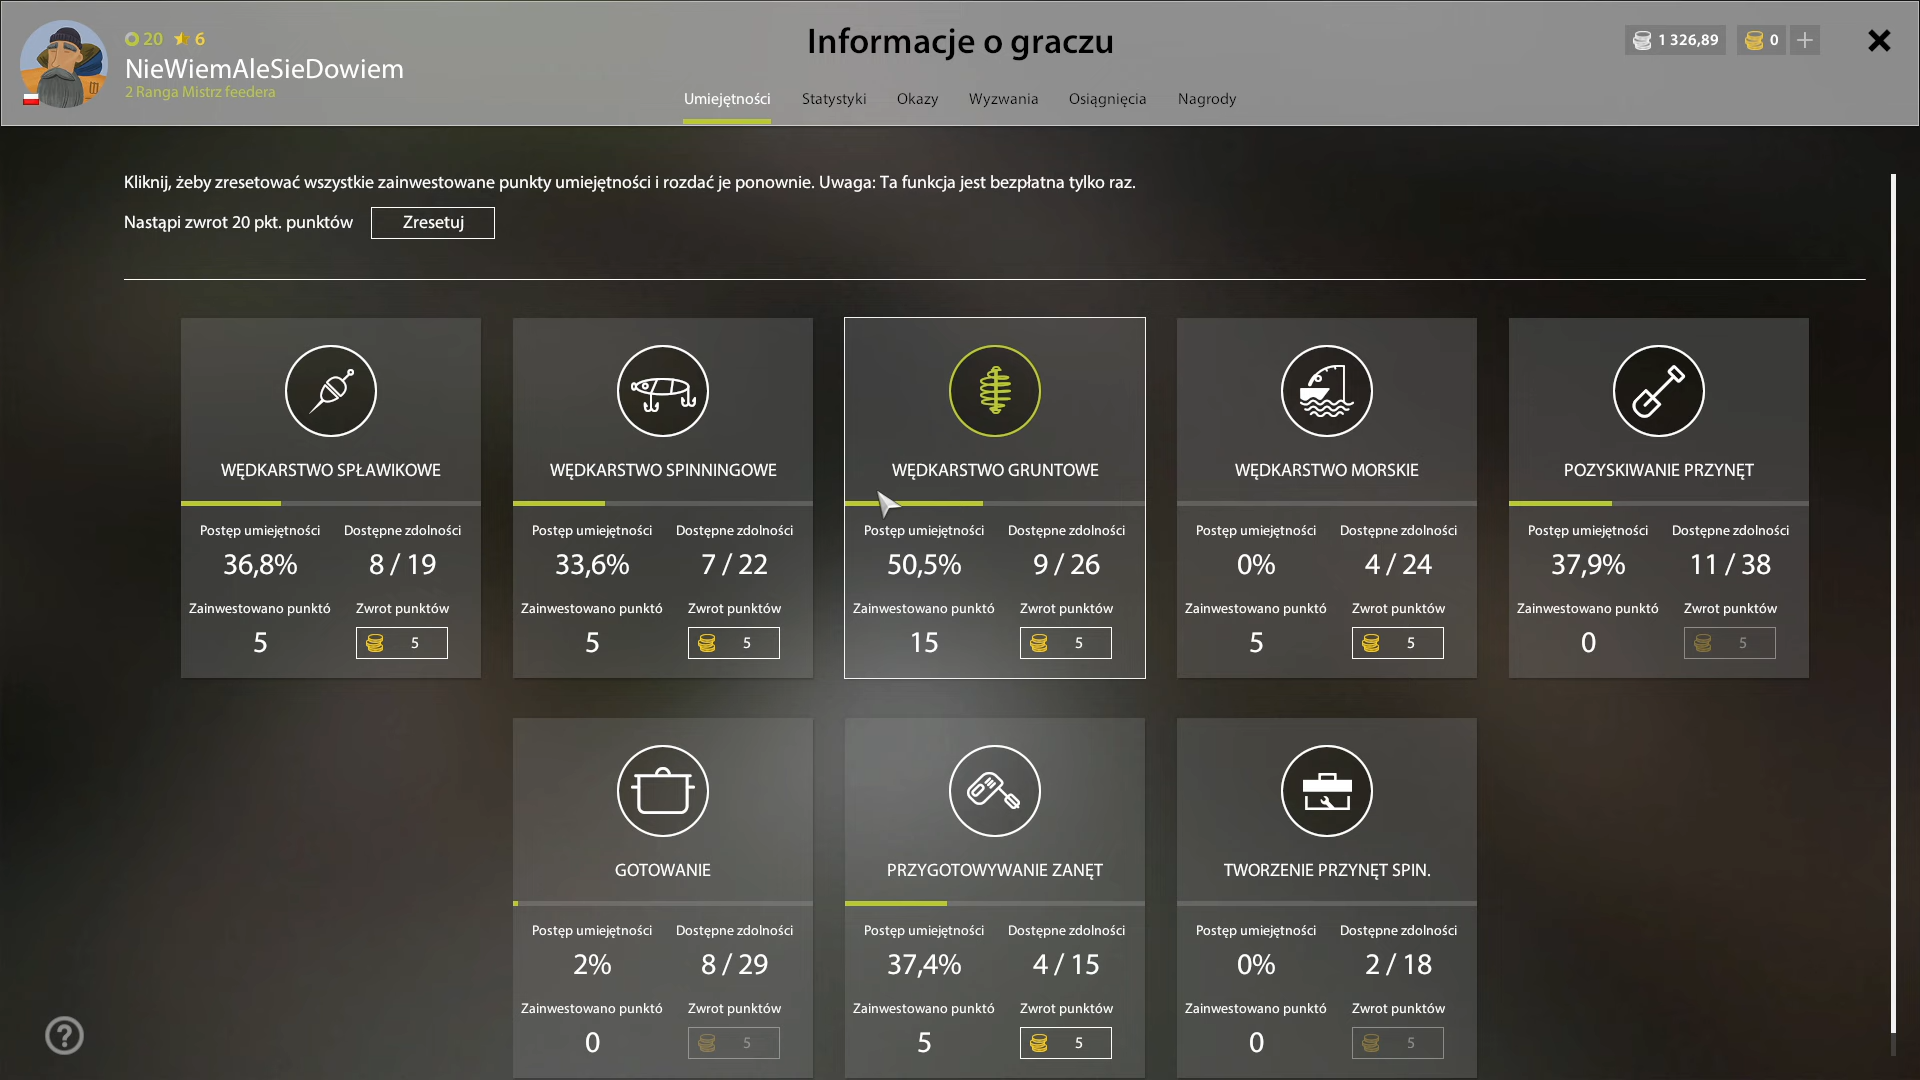 20 6
NieWiemAleSieDowiem
2 Ranga Mistrz feedera
Informacje o graczu
1 326,89 0
Umiejętności Statystyki Okazy Wyzwania Osiągnięcia Nagrody
Kliknij, żeby zresetować wszystkie zainwestowane punkty umiejętności i rozdać je ponownie. Uwaga: Ta funkcja jest bezpłatna tylko raz.
Nastąpi zwrot 20 pkt. punktów Zresetuj
WĘDKARSTWO SPŁAWIKOWE
Postęp umiejętności Dostępne zdolności
36,8% 8 / 19
Zainwestowano punktó Zwrot punktów
5 5
WĘDKARSTWO SPINNINGOWE
Postęp umiejętności Dostępne zdolności
33,6% 7 / 22
Zainwestowano punktó Zwrot punktów
5 5
WĘDKARSTWO GRUNTOWE
Postęp umiejętności Dostępne zdolności
50,5% 9 / 26
Zainwestowano punktó Zwrot punktów
15 5
WĘDKARSTWO MORSKIE
Postęp umiejętności Dostępne zdolności
0% 4 / 24
Zainwestowano punktó Zwrot punktów
5 5
POZYSKIWANIE PRZYNĘT
Postęp umiejętności Dostępne zdolności
37,9% 11 / 38
Zainwestowano punktó Zwrot punktów
0 5
GOTOWANIE
Postęp umiejętności Dostępne zdolności
2% 8 / 29
Zainwestowano punktó Zwrot punktów
0 5
PRZYGOTOWYWANIE ZANĘT
Postęp umiejętności Dostępne zdolności
37,4% 4 / 15
Zainwestowano punktó Zwrot punktów
5 5
TWORZENIE PRZYNĘT SPIN.
Postęp umiejętności Dostępne zdolności
0% 2 / 18
Zainwestowano punktó Zwrot punktów
0 5
?